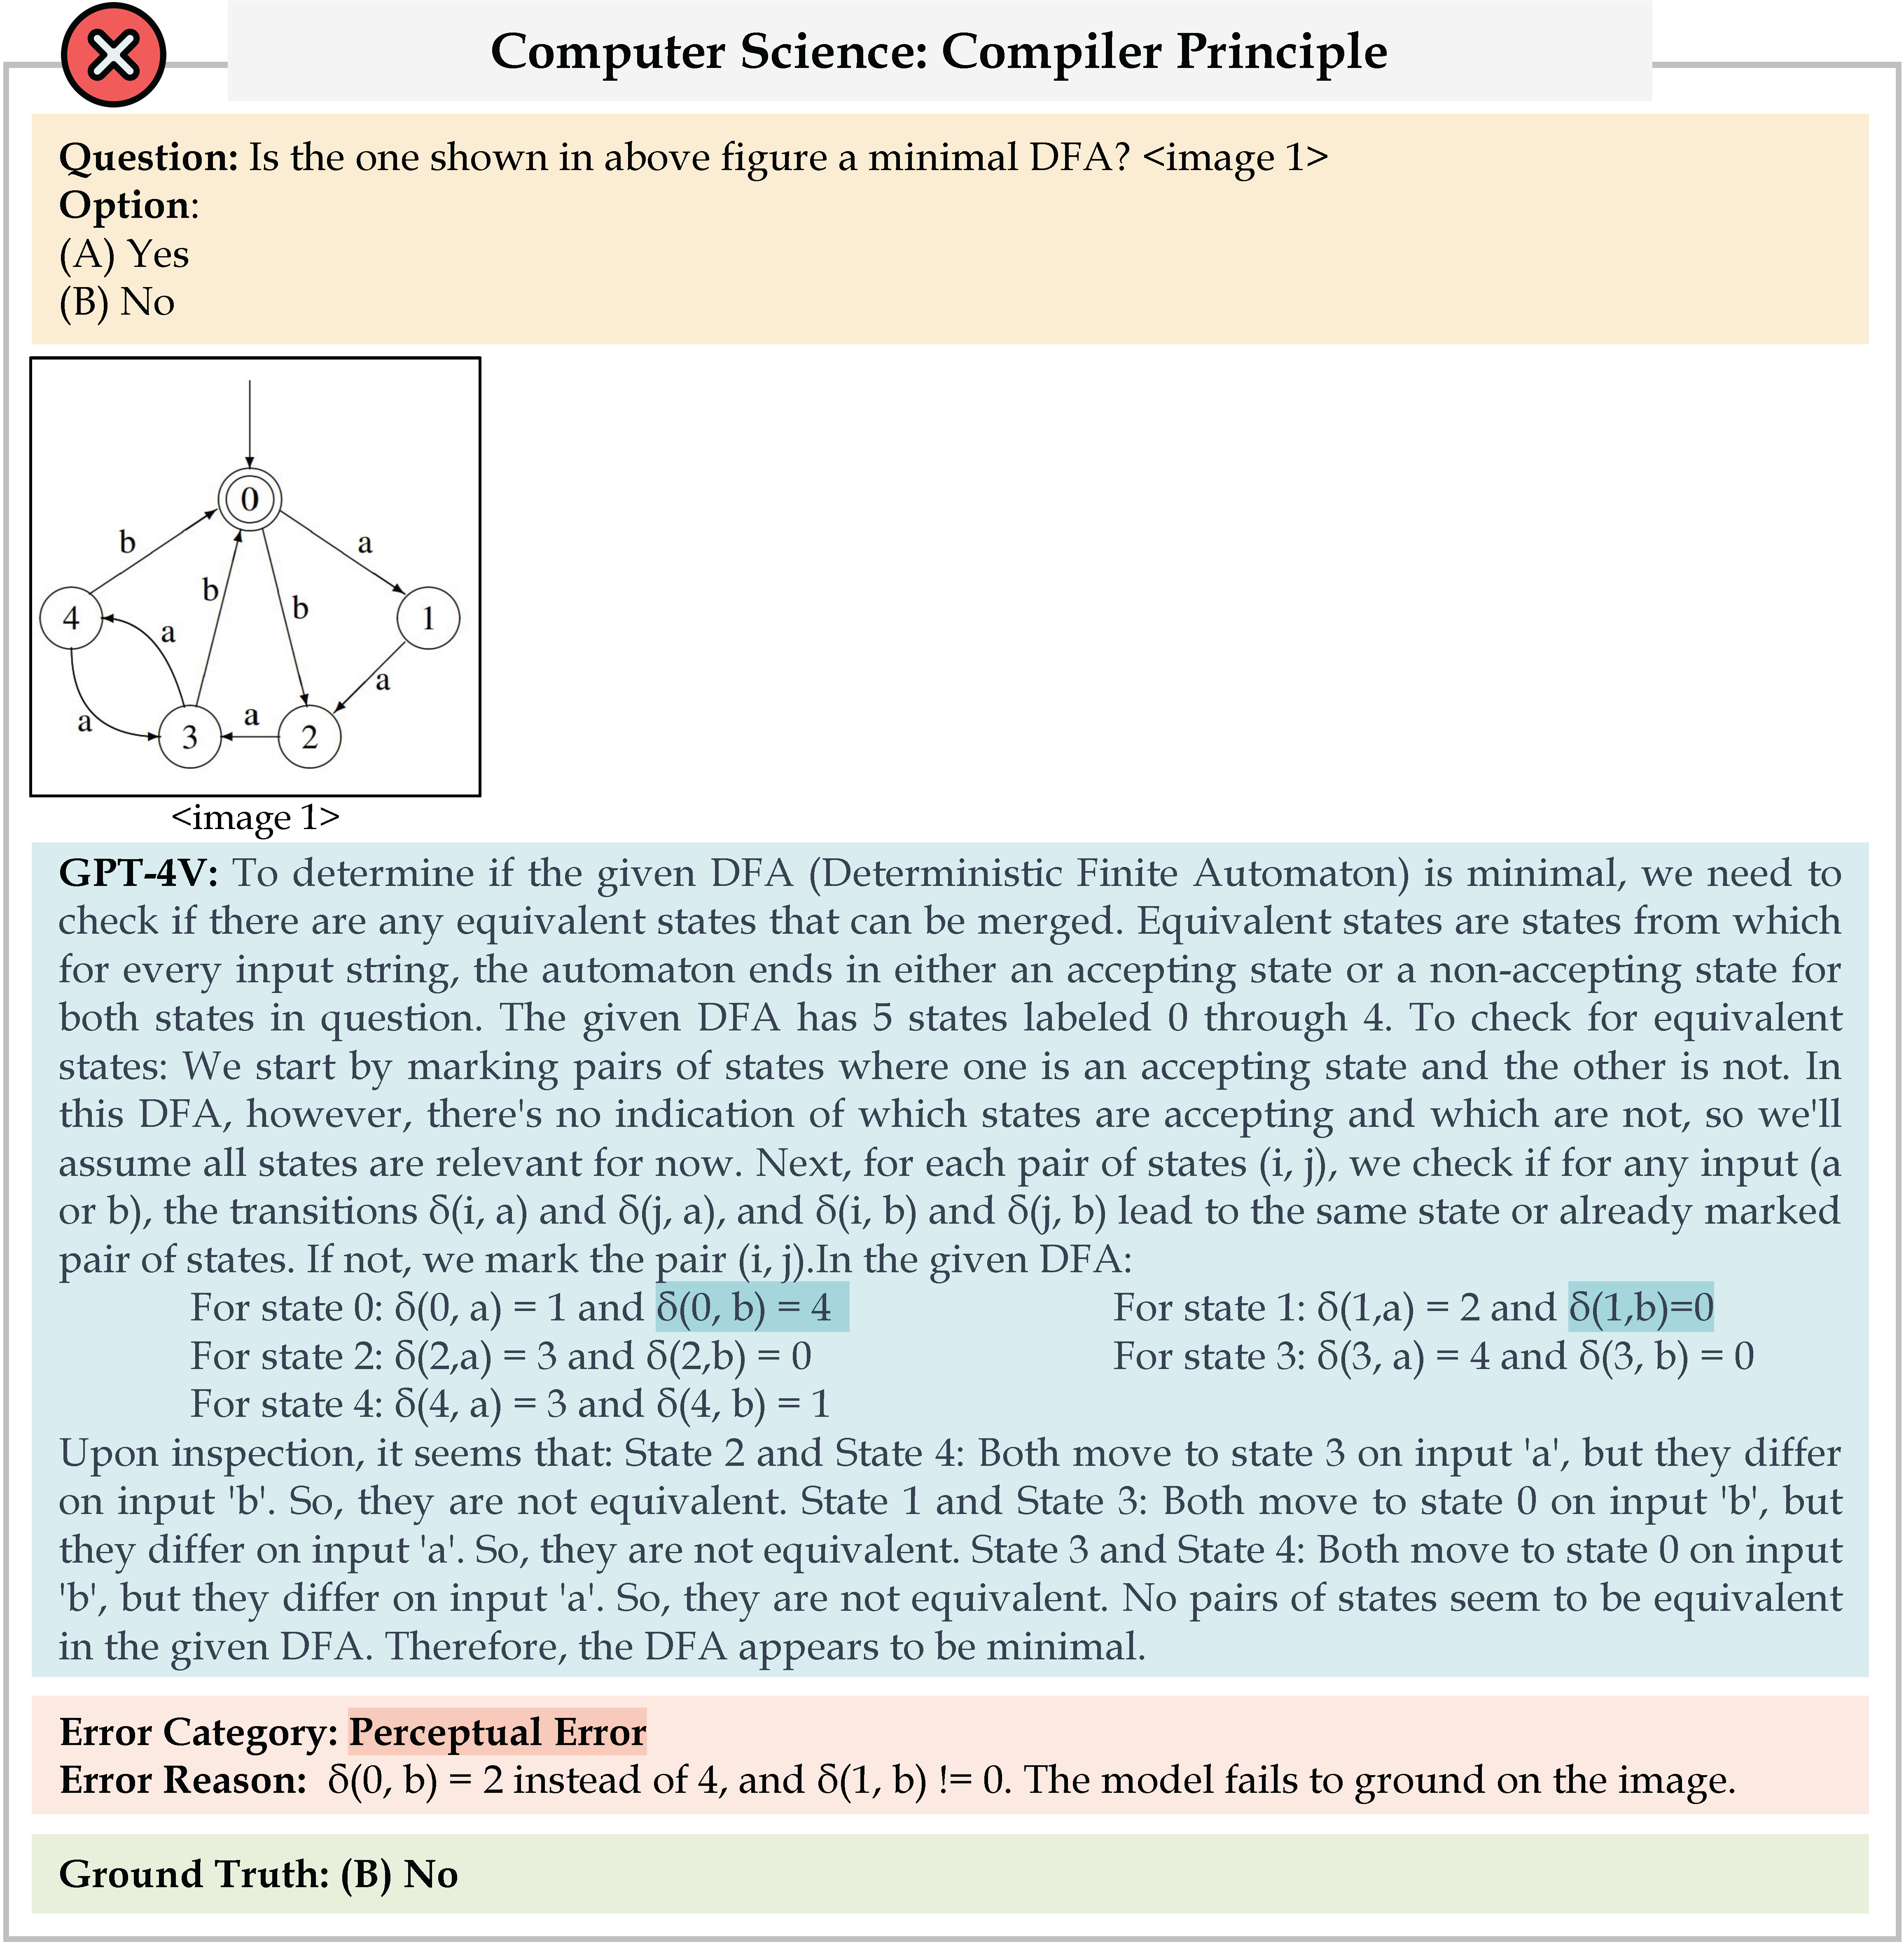 Computer Science: Compiler Principle
Question: Is the one shown in above figure a minimal DFA? <image 1>
Option:
(A) Yes
(B) No
0
b
a
b
b
4
1
a
a
a
a
3
2
<image 1>
GPT-4V: To determine if the given DFA (Deterministic Finite Automaton) is minimal, we need to
check if there are any equivalent states that can be merged. Equivalent states are states from which
for every input string, the automaton ends in either an accepting state or a non-accepting state for
both states in question. The given DFA has 5 states labeled 0 through 4. To check for equivalent
states: We start by marking pairs of states where one is an accepting state and the other is not. In
this DFA, however, there's no indication of which states are accepting and which are not, so we'll
assume all states are relevant for now. Next, for each pair of states (i, j), we check if for any input (a
or b), the transitions δ(i, a) and δ(j, a), and δ(i, b) and δ(j, b) lead to the same state or already marked
pair of states. If not, we mark the pair (i, j).In the given DFA:
For state 0: δ(0, a) = 1 and δ(0, b) = 4 For state 1: δ(1,a) = 2 and δ(1,b)=0
For state 2: δ(2,a) = 3 and δ(2,b) = 0 For state 3: δ(3, a) = 4 and δ(3, b) = 0
For state 4: δ(4, a) = 3 and δ(4, b) = 1
Upon inspection, it seems that: State 2 and State 4: Both move to state 3 on input 'a', but they differ
on input 'b'. So, they are not equivalent. State 1 and State 3: Both move to state 0 on input 'b', but
they differ on input 'a'. So, they are not equivalent. State 3 and State 4: Both move to state 0 on input
'b', but they differ on input 'a'. So, they are not equivalent. No pairs of states seem to be equivalent
in the given DFA. Therefore, the DFA appears to be minimal.
Error Category: Perceptual Error
Error Reason: δ(0, b) = 2 instead of 4, and δ(1, b) != 0. The model fails to ground on the image.
Ground Truth: (B) No